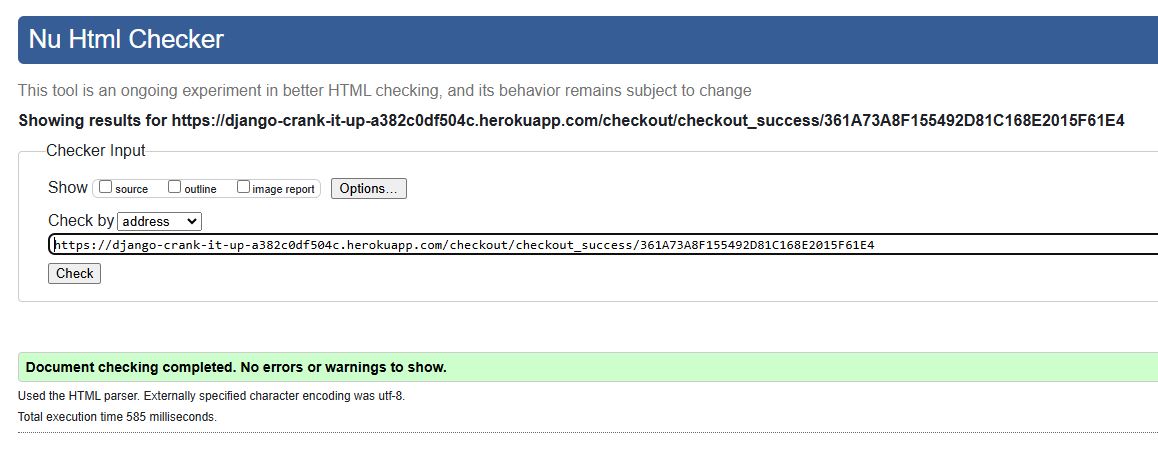 Nu Html Checker
This tool is an ongoing experiment in better HTML checking, and its behavior remains subject to change
Showing results for https://django-crank-it-up-a382c0df504c.herokuapp.com/checkout/checkout_success/361A73A8F155492D81C168E2015F61E4
Checker Input
Show source outline image report Options...
Check by address
https://django-crank-it-up-a382c0df504c.herokuapp.com/checkout/checkout_success/361A73A8F155492D81C168E2015F61E4
Check
Document checking completed. No errors or warnings to show.
Used the HTML parser. Externally specified character encoding was utf-8.
Total execution time 585 milliseconds.